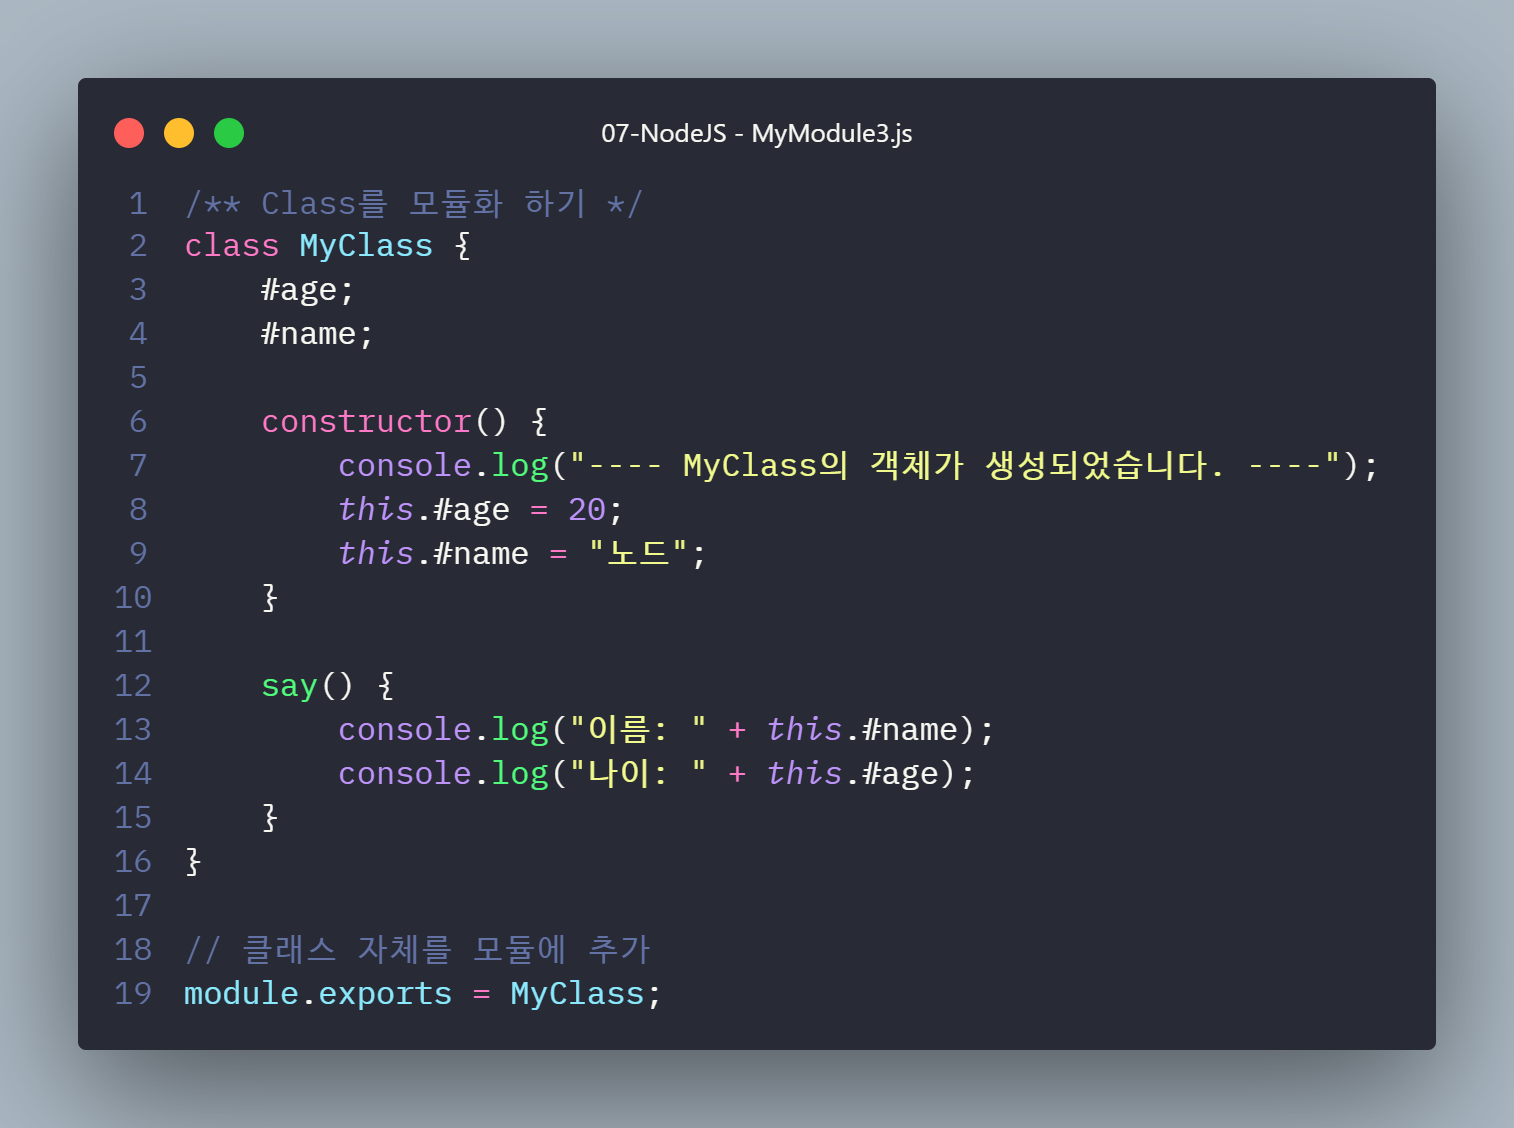 07-NodeJS - MyModule3.js
1 /** Class를 모듈화 하기 */
2 class MyClass {
3     #age;
4     #name;
5
6     constructor() {
7         console.log("---- MyClass의 객체가 생성되었습니다. ----");
8         this.#age = 20;
9         this.#name = "노드";
10     }
11
12     say() {
13         console.log("이름: " + this.#name);
14         console.log("나이: " + this.#age);
15     }
16 }
17
18 // 클래스 자체를 모듈에 추가
19 module.exports = MyClass;